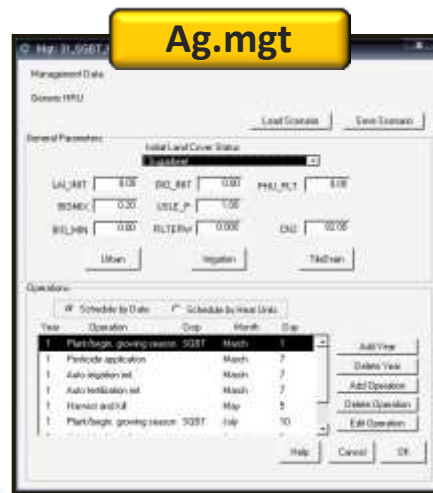 Ag.mgt
Management Data
Generic HRU
Load Scenario Save Scenario
General Parameters
Initial Land Cover Status
Sugarbeet
LAI_INIT 0.00 BIO_INIT 0.00 PHU_PLT 0.00
BIOMIX 0.20 USLE_P 1.00
BIO_MIN 0.00 FILTERW 0.000 CN2
Urban Irrigation TileDrain
Operations
Schedule by Date Schedule by Heat Units
Year Operation Crop Month Day
1 Plant/begin. growing season SGBT March 1
1 Pesticide application March 7
1 Auto irrigation init. March 7
1 Auto fertilization init. March 7
1 Harvest and kill May 9
1 Plant/begin. growing season SGBT July 10
Add Year
Delete Year
Add Operation
Delete Operation
Edit Operation
Help Cancel OK